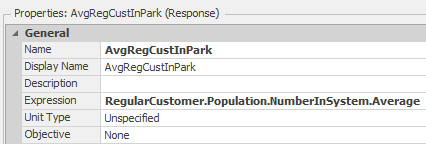 Properties: AvgRegCustInPark (Response)
General
Name AvgRegCustInPark
Display Name AvgRegCustInPark
Description
Expression RegularCustomer.Population.NumberInSystem.Average
Unit Type Unspecified
Objective None